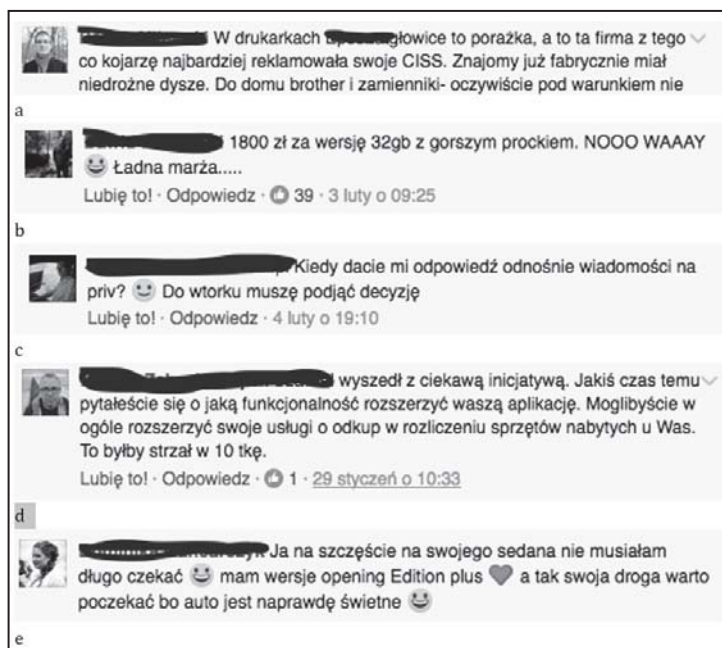 W drukarkach głowice to porażka, a to ta firma z tego
co kojarzę najbardziej reklamowała swoje CISS. Znajomy już fabrycznie miał
niedrożne dysze. Do domu brother i zamienniki- oczywiście pod warunkiem nie
a
1800 zł za wersję 32gb z gorszym prockiem. NOOO WAAAY
😀 Ładna marża.....
Lubię to! · Odpowiedz · 39 · 3 luty o 09:25
b
Kiedy dacie mi odpowiedź odnośnie wiadomości na
priv? 🙂 Do wtorku muszę podjąć decyzję
Lubię to! · Odpowiedz · 4 luty o 19:10
c
wyszedł z ciekawą inicjatywą. Jakiś czas temu
pytałeście się o jaką funkcjonalność rozszerzyć waszą aplikację. Moglibyście w
ogóle rozszerzyć swoje usługi o odkup w rozliczeniu sprzętów nabytych u Was.
To byłby strzał w 10 tkę.
Lubię to! · Odpowiedz · 1 · 29 styczeń o 10:33
d
Ja na szczęście na swojego sedana nie musiałam
długo czekać 😀 mam wersje opening Edition plus ❤ a tak swoja droga warto
poczekać bo auto jest naprawdę świetne 😀
e